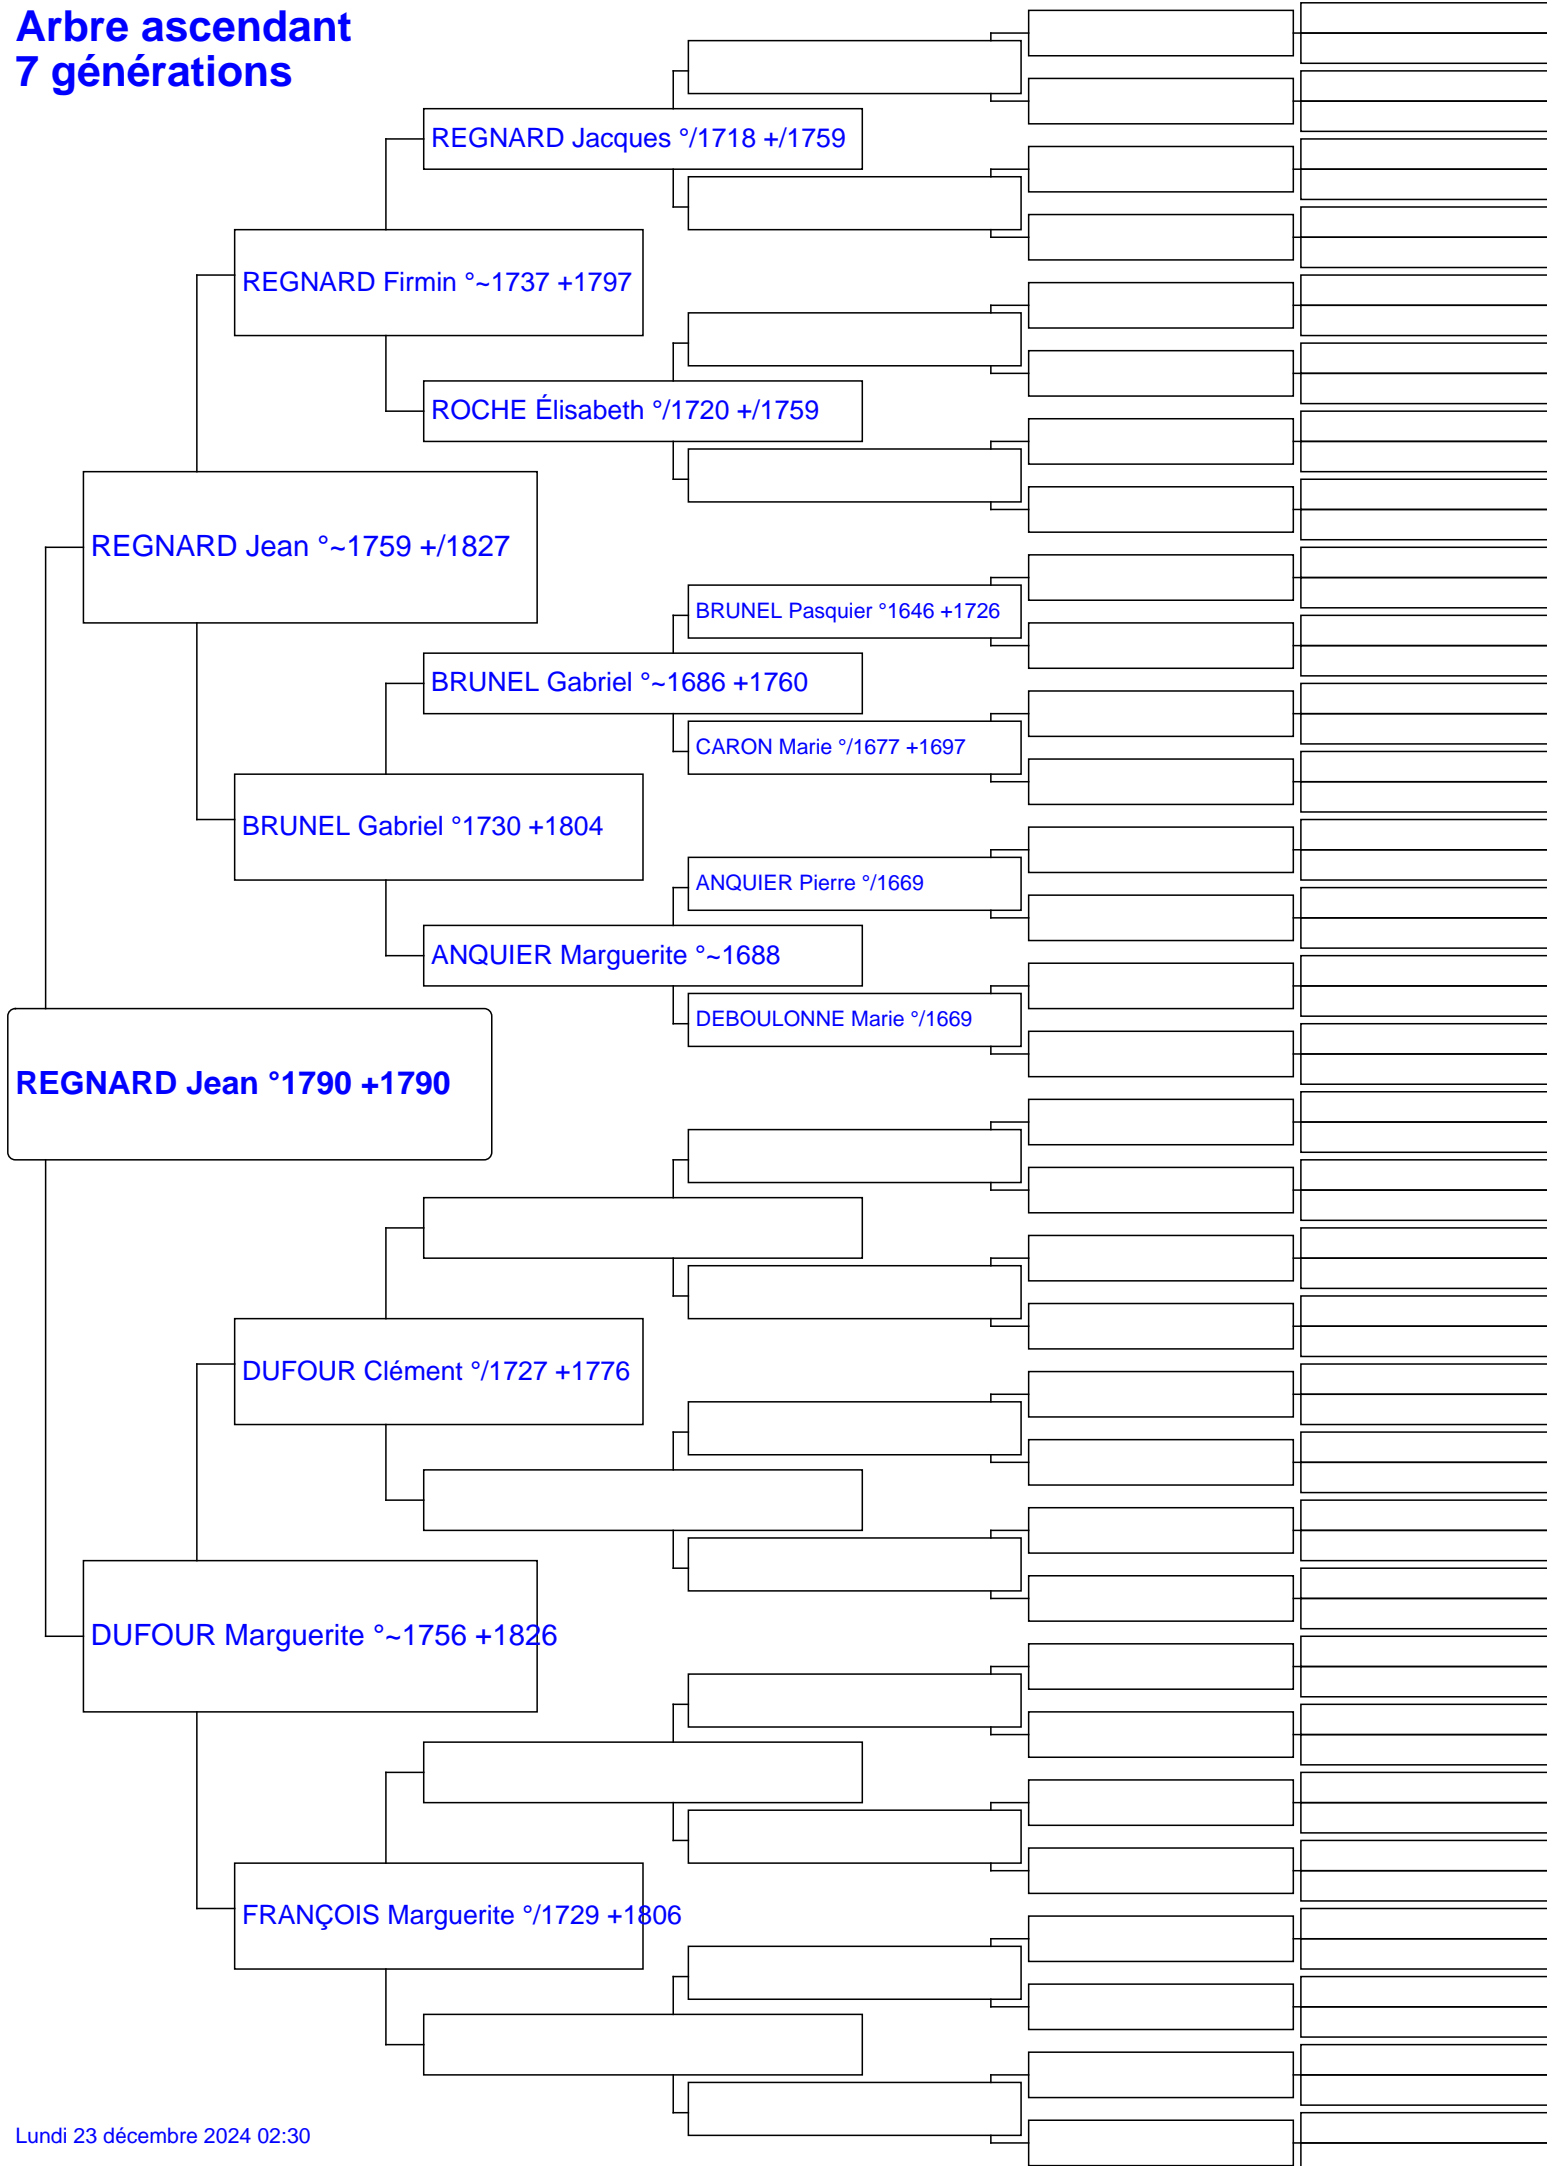 Arbre ascendant
7 générations
REGNARD Jacques °/1718 +/1759
REGNARD Firmin °~1737 +1797
ROCHE Élisabeth °/1720 +/1759
REGNARD Jean °~1759 +/1827
BRUNEL Pasquier °1646 +1726
BRUNEL Gabriel °~1686 +1760
CARON Marie °/1677 +1697
BRUNEL Gabriel °1730 +1804
ANQUIER Pierre °/1669
ANQUIER Marguerite °~1688
DEBOULONNE Marie °/1669
REGNARD Jean °1790 +1790
DUFOUR Clément °/1727 +1776
DUFOUR Marguerite °~1756 +1826
FRANÇOIS Marguerite °/1729 +1806
Lundi 23 décembre 2024 02:30